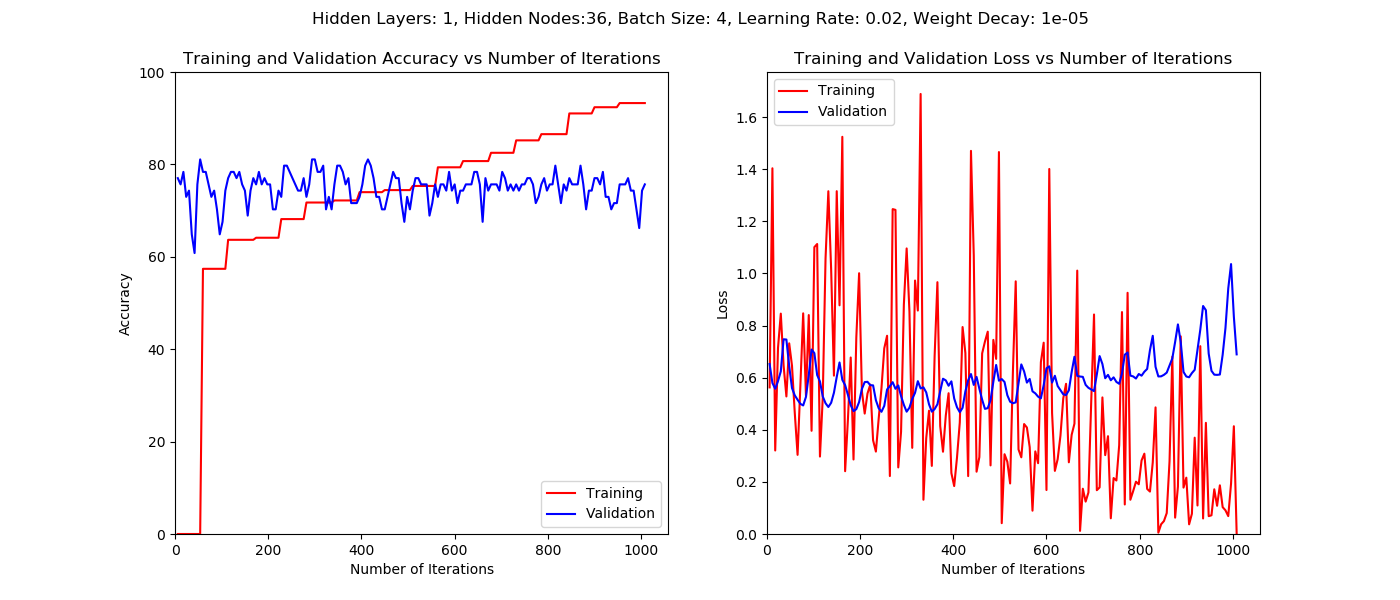 Hidden Layers: 1, Hidden Nodes:36, Batch Size: 4, Learning Rate: 0.02, Weight Decay: 1e-05
Training and Validation Accuracy vs Number of Iterations
100
80
60
40
20
0
Accuracy
0 200 400 600 800 1000
Number of Iterations
Training
Validation
Training and Validation Loss vs Number of Iterations
Training
Validation
1.6
1.4
1.2
1.0
0.8
0.6
0.4
0.2
0.0
Loss
0 200 400 600 800 1000
Number of Iterations